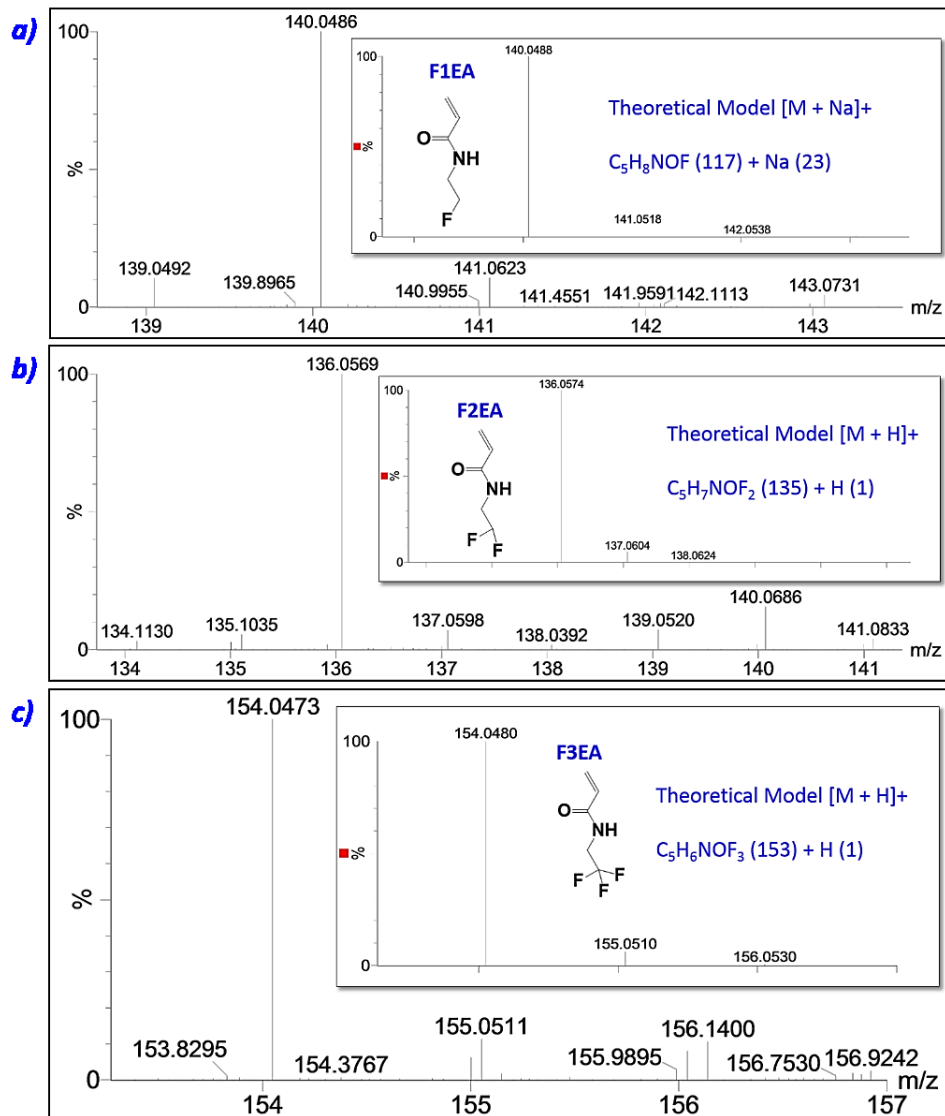 a)
100
%
0
140.0486
139.0492
139.8965
140.9955
141.0623
141.4551
141.9591
142.1113
143.0731
139
140
141
142
143
m/z
100
%
0
140.0488
141.0518
142.0538
F1EA
O
NH
F
Theoretical Model [M + Na]+
C₅H₈NOF (117) + Na (23)
b)
100
%
0
136.0569
134.1130
135.1035
137.0598
138.0392
139.0520
140.0686
141.0833
134
135
136
137
138
139
140
141
m/z
100
%
0
136.0574
137.0604
138.0624
F2EA
O
NH
F
F
Theoretical Model [M + H]+
C₅H₇NOF₂ (135) + H (1)
c)
100
%
0
154.0473
153.8295
154.3767
155.0511
155.9895
156.1400
156.7530
156.9242
154
155
156
157
m/z
100
%
0
154.0480
155.0510
156.0530
F3EA
O
NH
F
F
F
Theoretical Model [M + H]+
C₅H₆NOF₃ (153) + H (1)